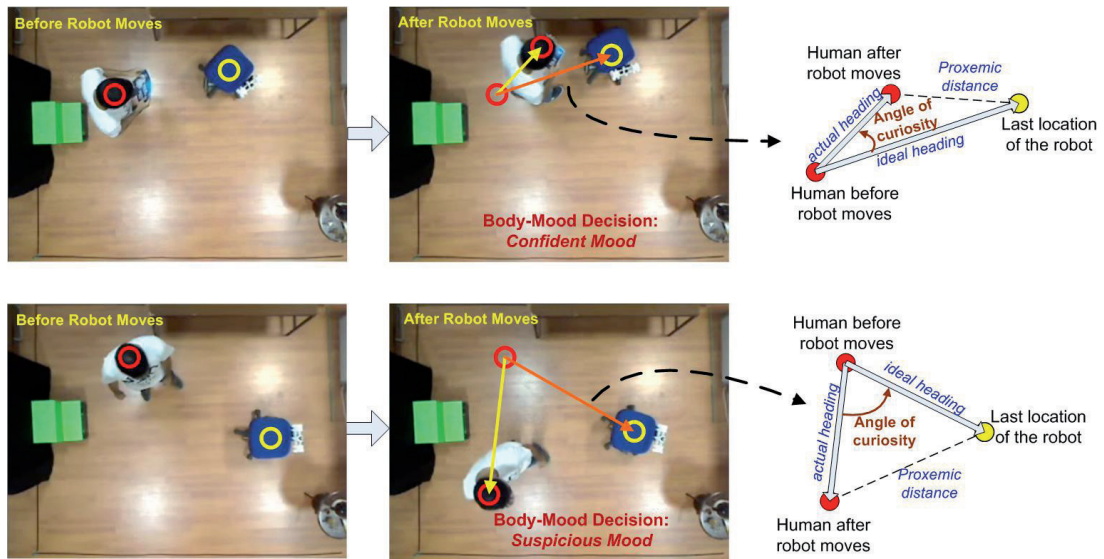 Before Robot Moves
After Robot Moves
Body-Mood Decision:
Confident Mood
Human after
robot moves
Proxemic
distance
actual heading
Angle of
curiosity
ideal heading
Last location
of the robot
Human before
robot moves
Before Robot Moves
After Robot Moves
Body-Mood Decision:
Suspicious Mood
Human before
robot moves
ideal heading
actual heading
Angle of
curiosity
Last location
of the robot
Proxemic
distance
Human after
robot moves